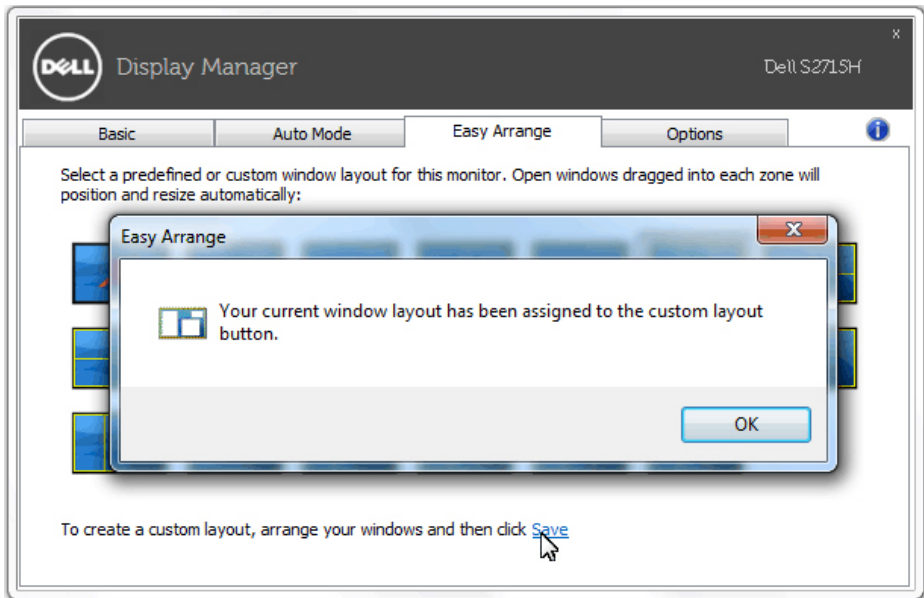 DELL Display Manager
X
Dell S2715H
Basic Auto Mode Easy Arrange Options
Select a predefined or custom window layout for this monitor. Open windows dragged into each zone will
position and resize automatically:
Easy Arrange
Your current window layout has been assigned to the custom layout
button.
OK
To create a custom layout, arrange your windows and then click Save